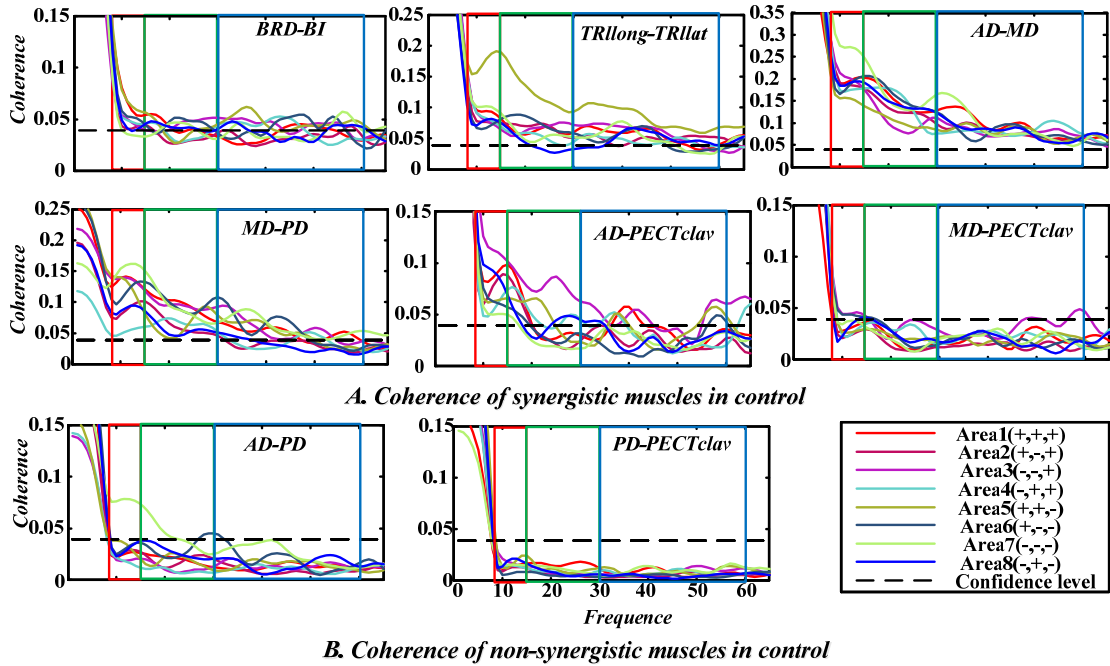 BRD-BI
Coherence
0.15
0.1
0.05
0
TRIlong-TRIlat
0.25
0.2
0.15
0.1
0.05
0
AD-MD
0.35
0.3
0.25
0.2
0.15
0.1
0.05
0
MD-PD
Coherence
0.25
0.2
0.15
0.1
0.05
0
AD-PECTclav
0.15
0.1
0.05
0
MD-PECTclav
0.15
0.1
0.05
0
A. Coherence of synergistic muscles in control
AD-PD
Coherence
0.15
0.1
0.05
0
PD-PECTclav
0.15
0.1
0.05
0
10 20 30 40 50 60
Frequence
Area1(+,+,+)
Area2(+,-,+)
Area3(-,-,+)
Area4(-,+,+)
Area5(+,+,-)
Area6(+,-,-)
Area7(-,-,-)
Area8(-,+,-)
Confidence level
B. Coherence of non-synergistic muscles in control